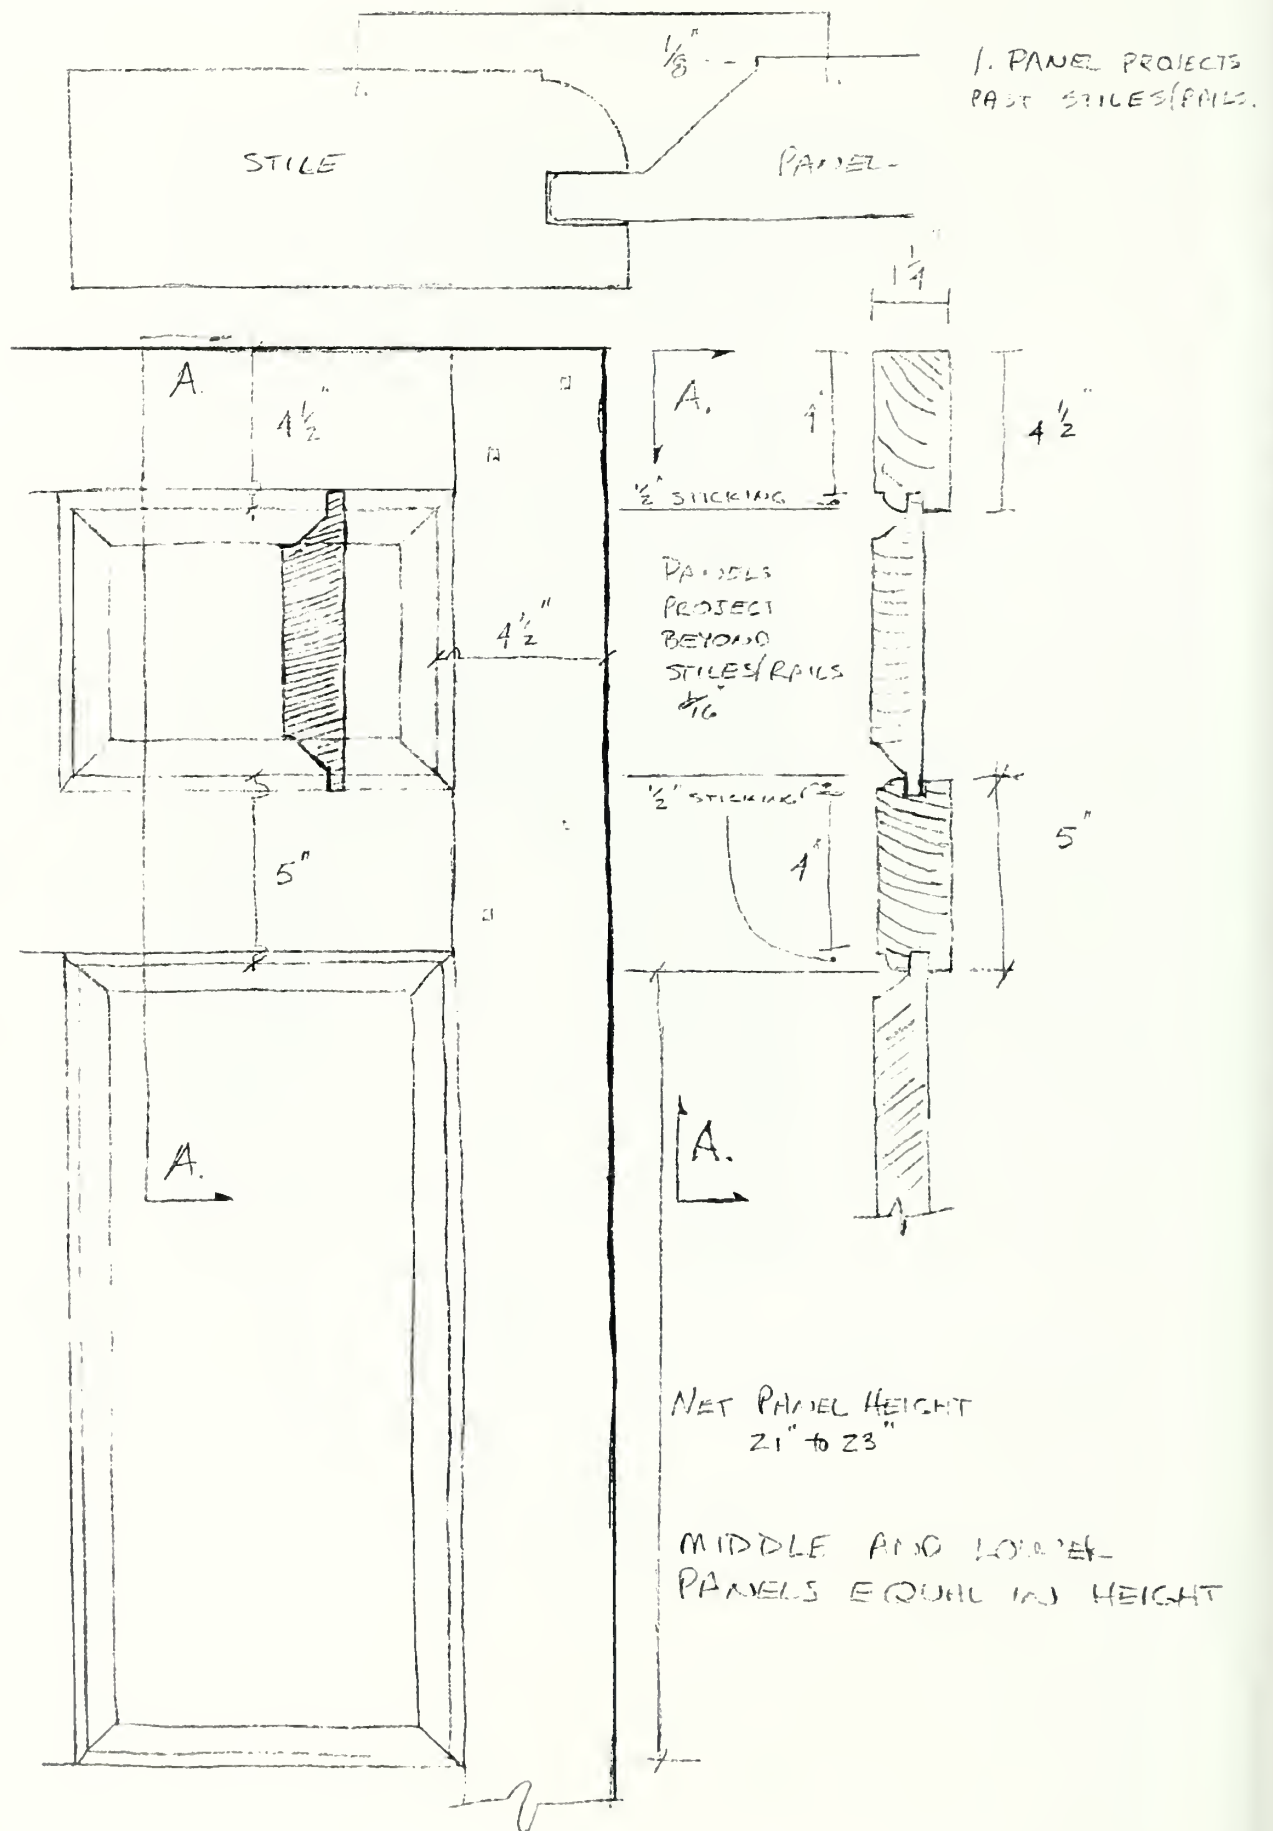 1/8"
1. PANEL PROJECTS
PAST STILES/RAILS.
STILE
PANEL
1 1/4"
A.
4 1/2"
A.
4"
4 1/2"
1/2" STICKING
PANELS
PROJECT
BEYOND
STILES/RAILS
1/16"
4 1/2"
1/2" STICKING
5"
4"
5"
A.
A.
NET PANEL HEIGHT
21" to 23"
MIDDLE AND LOWER
PANELS EQUAL IN HEIGHT